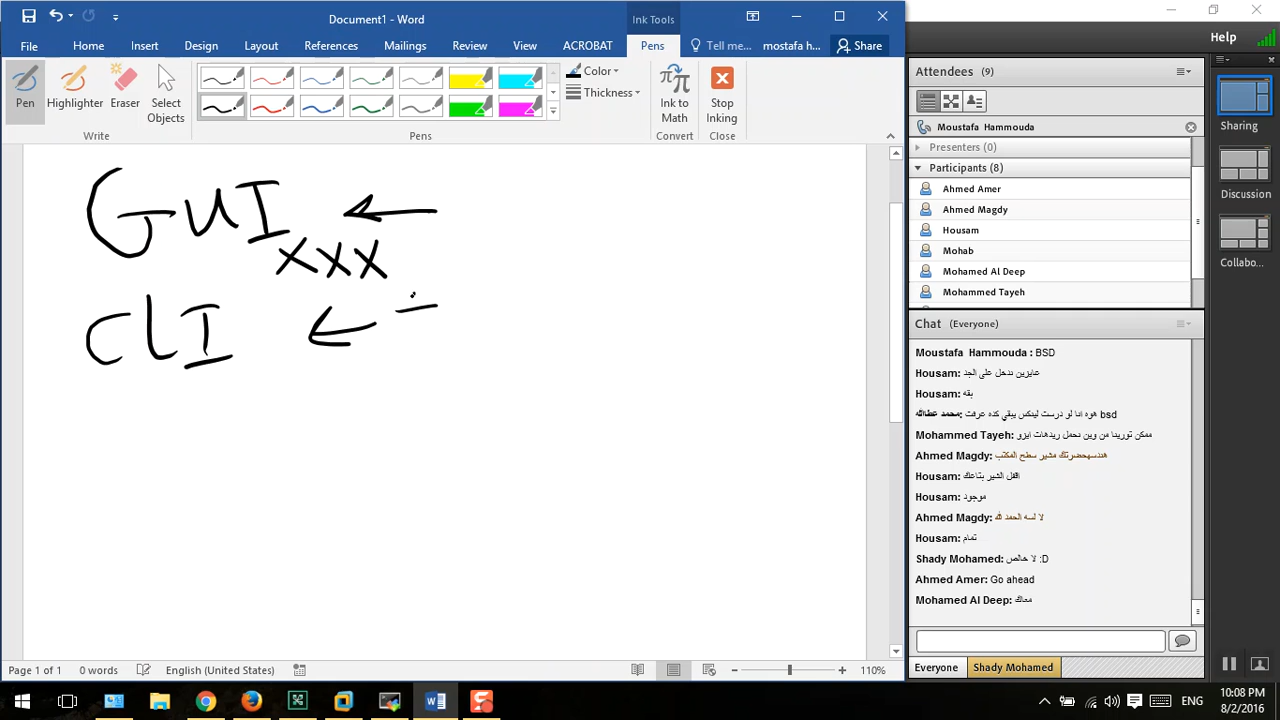 Document1 - Word
Ink Tools
File
Home
Insert
Design
Layout
References
Mailings
Review
View
ACROBAT
Pens
Tell me...
mostafa h...
Share
Pen
Highlighter
Eraser
Select Objects
Color
Thickness
Ink to Math
Stop Inking
Write
Pens
Convert
Close
GuI
xxx
clI
Page 1 of 1
0 words
English (United States)
110%
Help
Attendees (9)
Moustafa Hammouda
Presenters (0)
Participants (8)
Ahmed Amer
Ahmed Magdy
Housam
Mohab
Mohamed Al Deep
Mohammed Tayeh
Sharing
Discussion
Collabo...
Chat (Everyone)
Moustafa Hammouda : BSD
Housam: عايزين ندخل على الجد
Housam: بقه
محمد عطاالله: هوه انا لو درست لينكس يبقي كده عرفت bsd
Mohammed Tayeh: ممكن تورينا من وين نحمل ريدهات ايزو
Ahmed Magdy: هندسهحضرتك مشير سطح المكتب
Housam: اقفل الشير بتاعك
Housam: موجود
Ahmed Magdy: لا لسه الحمد لله
Housam: تمام
Shady Mohamed: لا خالص :D
Ahmed Amer: Go ahead
Mohamed Al Deep: معاك
Everyone
Shady Mohamed
ENG
10:08 PM
8/2/2016